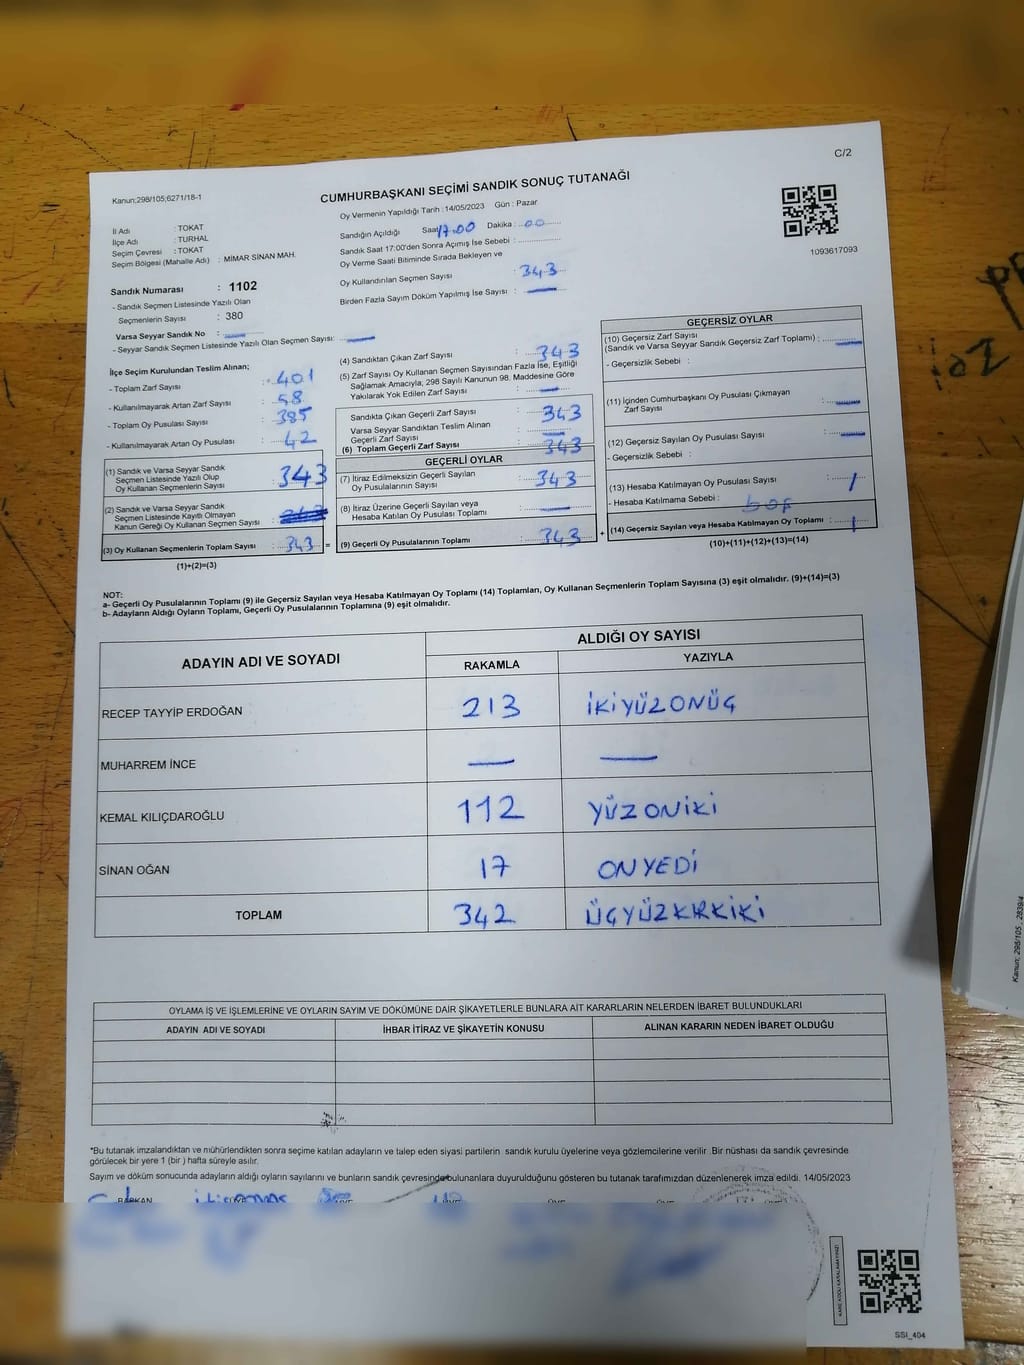 C/2
Kanun;298/105;6271/18-1
CUMHURBAŞKANI SEÇİMİ SANDIK SONUÇ TUTANAĞI
Oy Vermenin Yapıldığı Tarih : 14/05/2023 Gün : Pazar
İl Adı : TOKAT
İlçe Adı : TURHAL
Seçim Çevresi : TOKAT
Seçim Bölgesi (Mahalle Adı) : MİMAR SİNAN MAH.
Sandığın Açıldığı Saat 17.00 Dakika : 00
Sandık Saat 17:00'den Sonra Açımış İse Sebebi :
Oy Verme Saati Bitiminde Sırada Bekleyen ve
Oy Kullandırılan Seçmen Sayısı : 343
Birden Fazla Sayım Döküm Yapılmış İse Sayısı : —
1093617093
Sandık Numarası : 1102
- Sandık Seçmen Listesinde Yazılı Olan
Seçmenlerin Sayısı : 380
Varsa Seyyar Sandık No : —
- Seyyar Sandık Seçmen Listesinde Yazılı Olan Seçmen Sayısı: —
İlçe Seçim Kurulundan Teslim Alınan;
- Toplam Zarf Sayısı : 401
- Kullanılmayarak Artan Zarf Sayısı : 58
- Toplam Oy Pusulası Sayısı : 385
- Kullanılmayarak Artan Oy Pusulası : 42
(1) Sandık ve Varsa Seyyar Sandık
Seçmen Listesinde Yazılı Olup
Oy Kullanan Seçmenlerin Sayısı : 343
(2) Sandık ve Varsa Seyyar Sandık
Seçmen Listesinde Kayıtlı Olmayan
Kanun Gereği Oy Kullanan Seçmen Sayısı :
(3) Oy Kullanan Seçmenlerin Toplam Sayısı : 343 =
(1)+(2)=(3)
(4) Sandıktan Çıkan Zarf Sayısı : 343
(5) Zarf Sayısı Oy Kullanan Seçmen Sayısından Fazla İse, Eşitliği
Sağlamak Amacıyla; 298 Sayılı Kanunun 98. Maddesine Göre
Yakılarak Yok Edilen Zarf Sayısı : —
Sandıkta Çıkan Geçerli Zarf Sayısı : 343
Varsa Seyyar Sandıktan Teslim Alınan
Geçerli Zarf Sayısı : —
(6) Toplam Geçerli Zarf Sayısı : 343
GEÇERLİ OYLAR
(7) İtiraz Edilmeksizin Geçerli Sayılan
Oy Pusulalarının Sayısı : 343
(8) İtiraz Üzerine Geçerli Sayılan veya
Hesaba Katılan Oy Pusulası Toplamı : —
(9) Geçerli Oy Pusulalarının Toplamı : 343 +
GEÇERSİZ OYLAR
(10) Geçersiz Zarf Sayısı
(Sandık ve Varsa Seyyar Sandık Geçersiz Zarf Toplamı) : —
- Geçersizlik Sebebi :
(11) İçinden Cumhurbaşkanı Oy Pusulası Çıkmayan
Zarf Sayısı : —
(12) Geçersiz Sayılan Oy Pusulası Sayısı : —
- Geçersizlik Sebebi :
(13) Hesaba Katılmayan Oy Pusulası Sayısı : 1
- Hesaba Katılmama Sebebi :
(14) Geçersiz Sayılan veya Hesaba Katılmayan Oy Toplamı : 1
(10)+(11)+(12)+(13)=(14)
NOT:
a- Geçerli Oy Pusulalarının Toplamı (9) ile Geçersiz Sayılan veya Hesaba Katılmayan Oy Toplamı (14) Toplamları, Oy Kullanan Seçmenlerin Toplam Sayısına (3) eşit olmalıdır. (9)+(14)=(3)
b- Adayların Aldığı Oyların Toplamı, Geçerli Oy Pusulalarının Toplamına (9) eşit olmalıdır.
ADAYIN ADI VE SOYADI
ALDIĞI OY SAYISI
RAKAMLA YAZIYLA
RECEP TAYYİP ERDOĞAN 213 İKİYÜZONÜÇ
MUHARREM İNCE — —
KEMAL KILIÇDAROĞLU 112 YÜZONİKİ
SİNAN OĞAN 17 ONYEDİ
TOPLAM 342 ÜÇYÜZKIRKİKİ
OYLAMA İŞ VE İŞLEMLERİNE VE OYLARIN SAYIM VE DÖKÜMÜNE DAİR ŞİKAYETLERLE BUNLARA AİT KARARLARIN NELERDEN İBARET BULUNDUKLARI
ADAYIN ADI VE SOYADI İHBAR İTİRAZ VE ŞİKAYETİN KONUSU ALINAN KARARIN NEDEN İBARET OLDUĞU
*Bu tutanak imzalandıktan ve mühürlendikten sonra seçime katılan adayların ve talep eden siyasi partilerin sandık kurulu üyelerine veya gözlemcilerine verilir. Bir nüshası da sandık çevresinde
görülecek bir yere 1 (bir ) hafta süreyle asılır.
Sayım ve döküm sonucunda adayların aldığı oyların sayılarını ve bunların sandık çevresinde bulunanlara duyurulduğunu gösteren bu tutanak tarafımızdan düzenlenerek imza edildi. 14/05/2023
BAŞKAN
SSI_404
Kanun; 298/105 , 2839/4